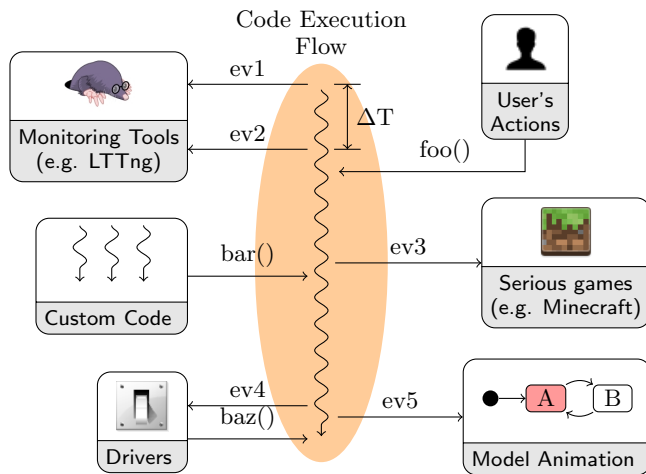 Code Execution
Flow
ev1
Monitoring Tools
(e.g. LTTng)
ev2
ΔT
User's
Actions
foo()
Custom Code
bar()
ev3
Serious games
(e.g. Minecraft)
Drivers
ev4
baz()
ev5
A
B
Model Animation